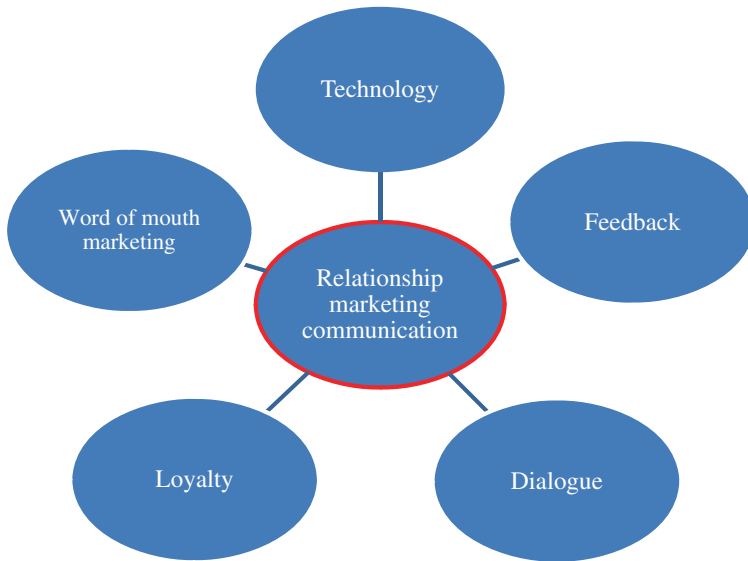 Technology
Word of mouth
marketing
Feedback
Relationship
marketing
communication
Loyalty
Dialogue